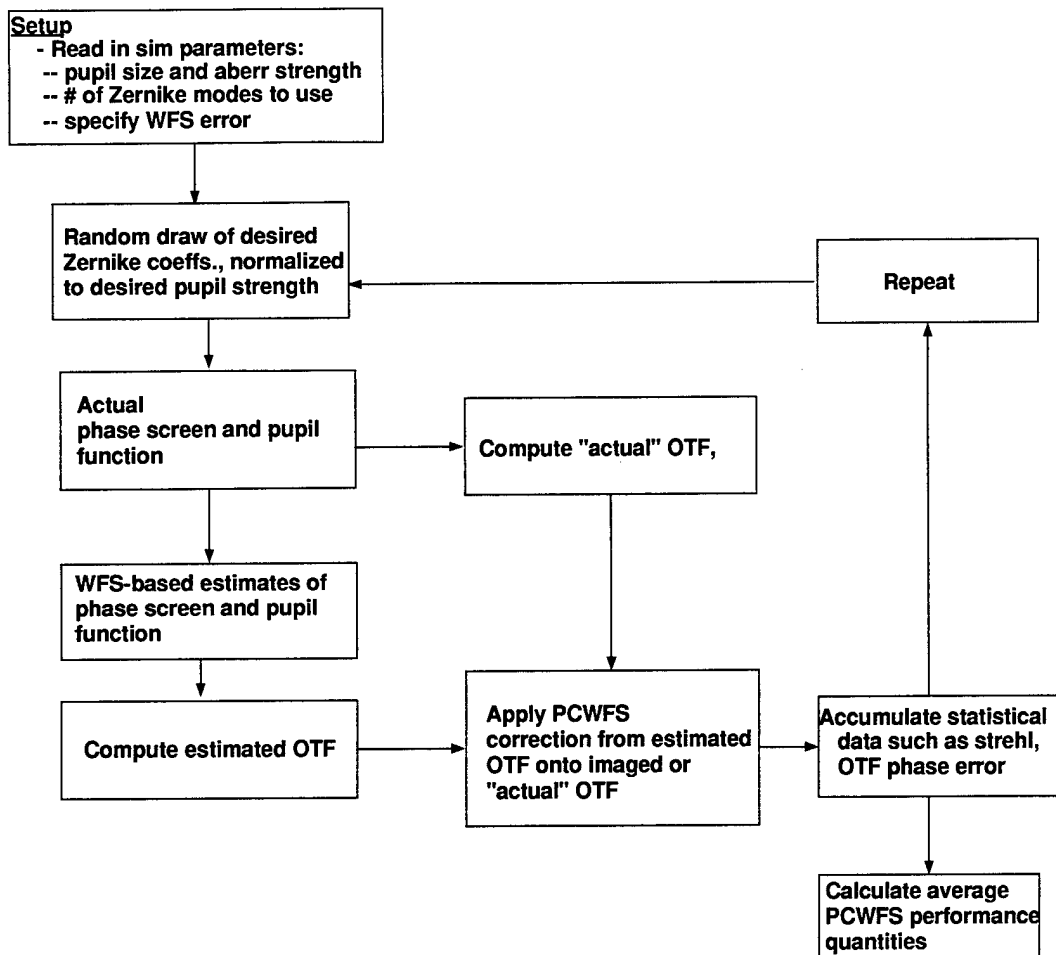 Setup
- Read in sim parameters:
-- pupil size and aberr strength
-- # of Zernike modes to use
-- specify WFS error
Random draw of desired
Zernike coeffs., normalized
to desired pupil strength
Repeat
Actual
phase screen and pupil
function
Compute "actual" OTF,
WFS-based estimates of
phase screen and pupil
function
Compute estimated OTF
Apply PCWFS
correction from estimated
OTF onto imaged or
"actual" OTF
Accumulate statistical
data such as strehl,
OTF phase error
Calculate average
PCWFS performance
quantities